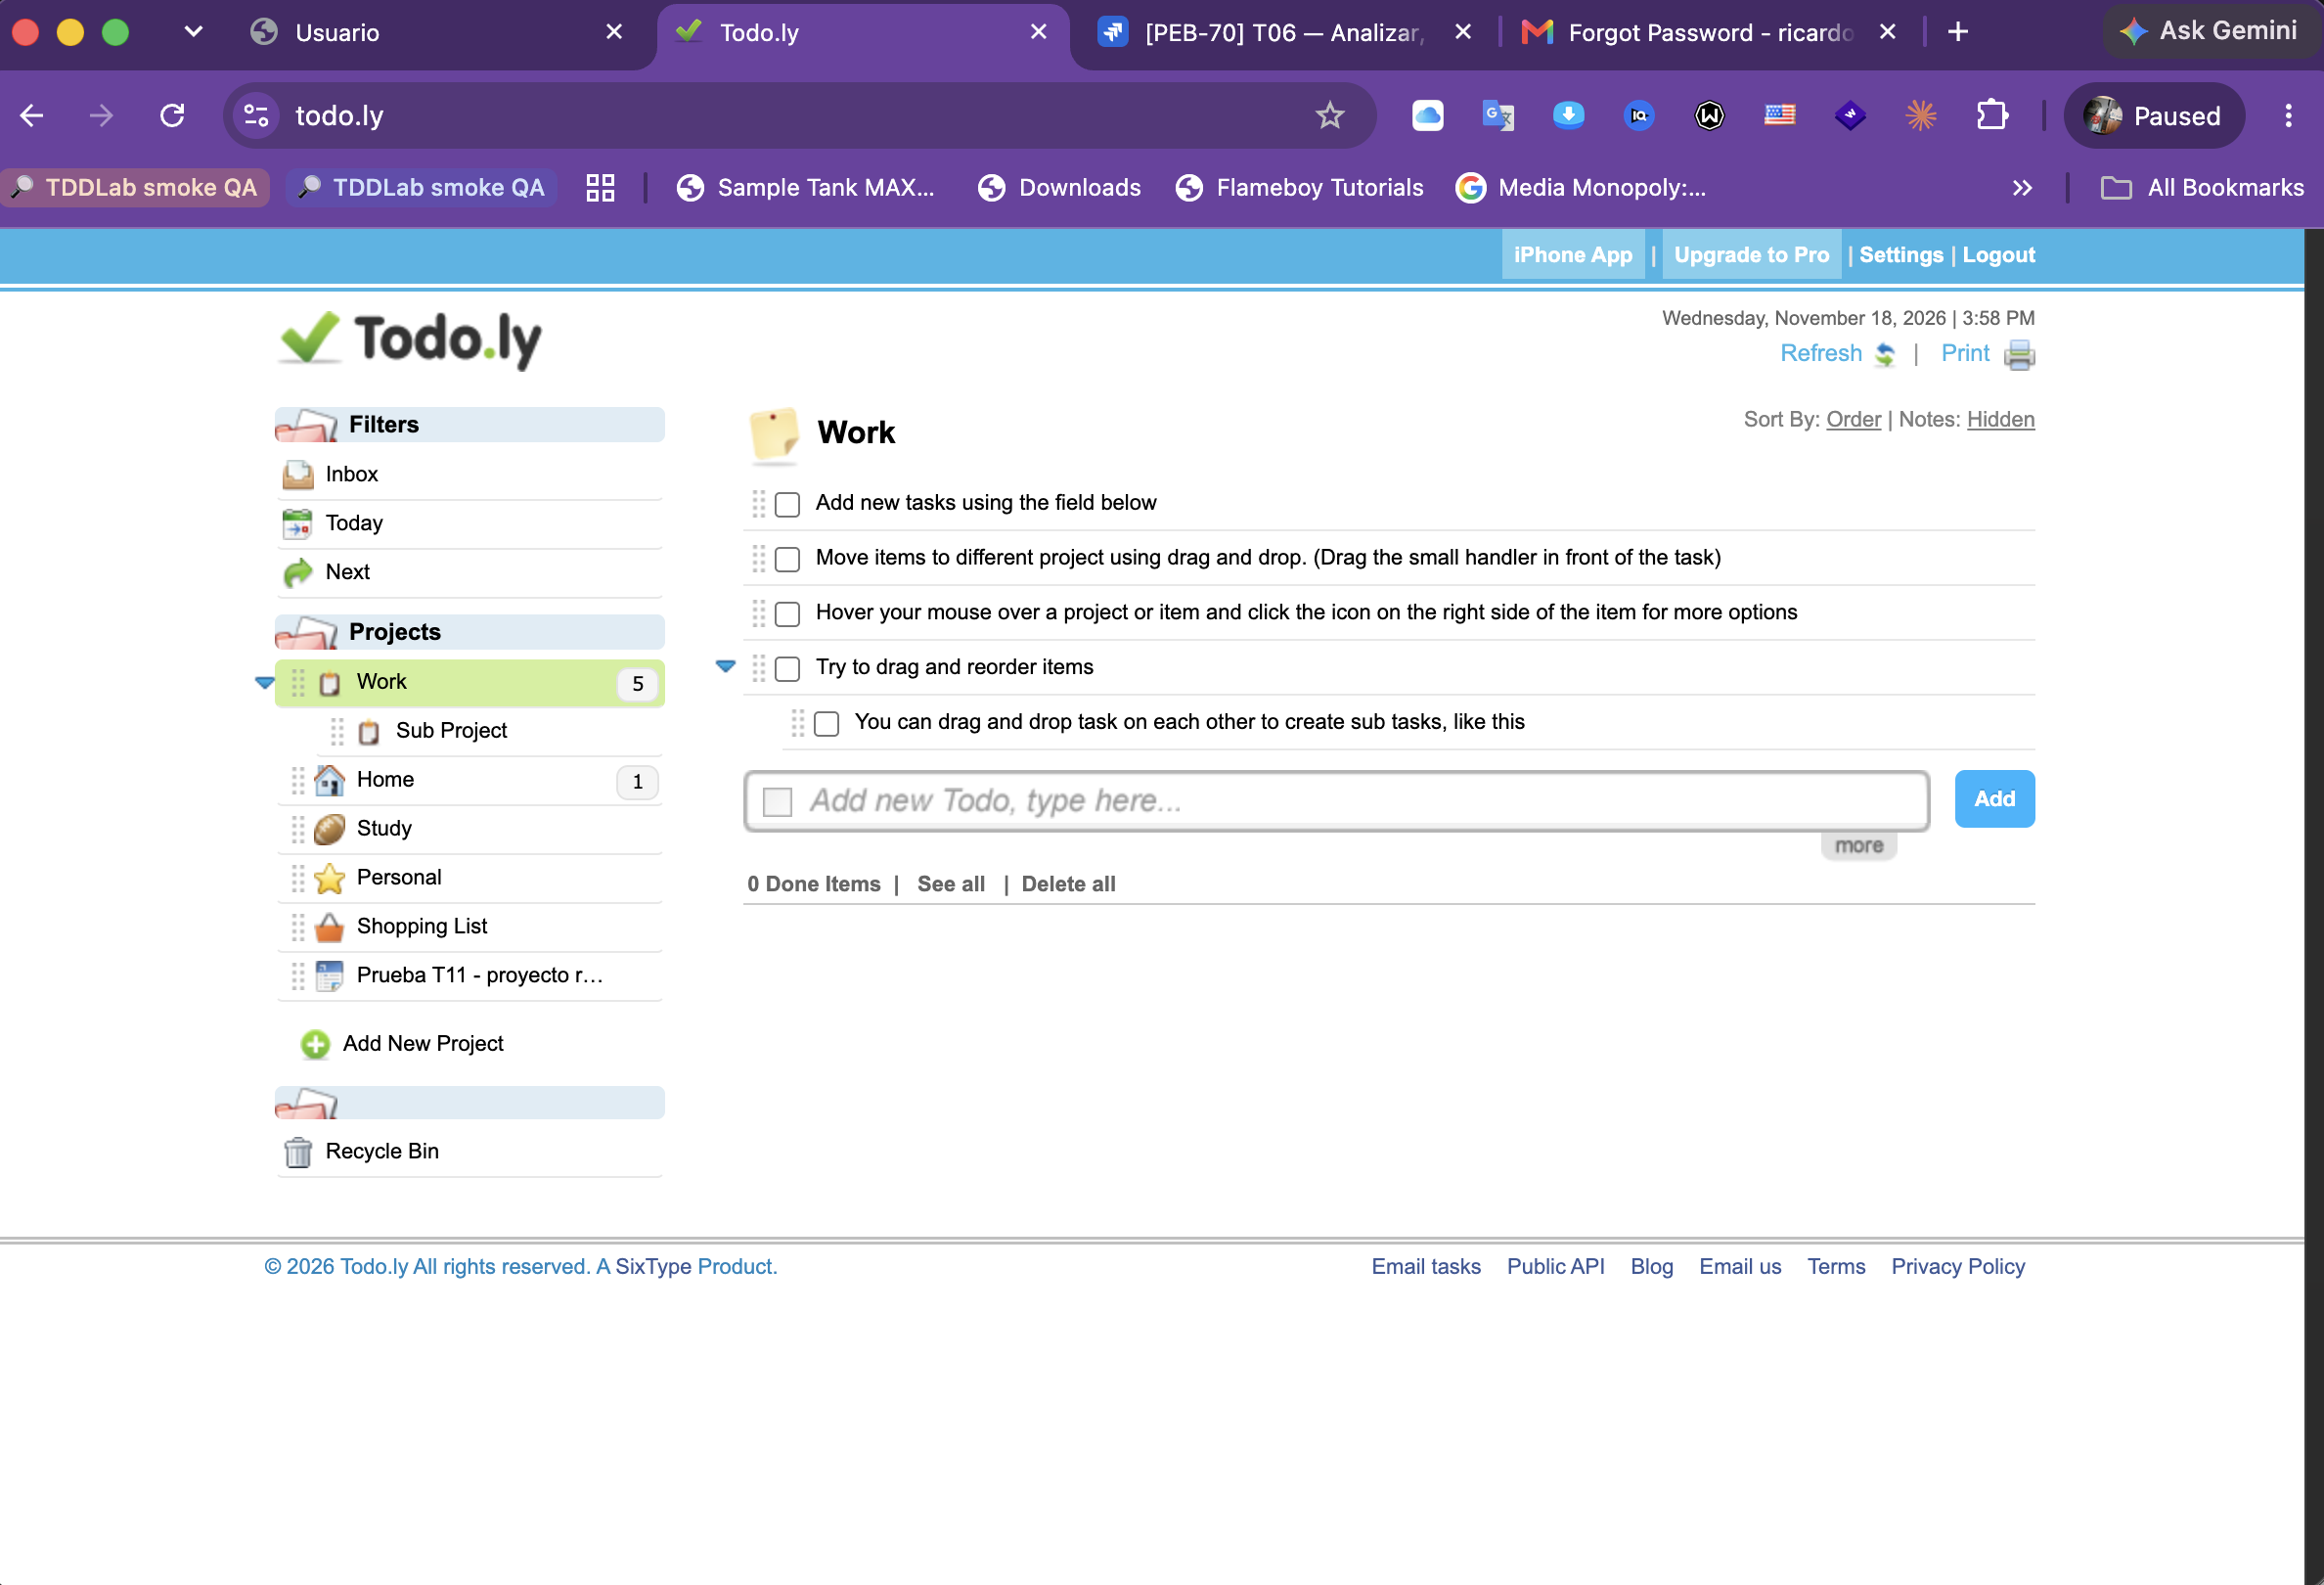 Usuario
Todo.ly
[PEB-70] T06 — Analizar,
Forgot Password - ricardo
Ask Gemini
todo.ly
Paused
TDDLab smoke QA
TDDLab smoke QA
Sample Tank MAX...
Downloads
Flameboy Tutorials
Media Monopoly:...
All Bookmarks
iPhone App | Upgrade to Pro | Settings | Logout
Todo.ly
Wednesday, November 18, 2026 | 3:58 PM
Refresh | Print
Filters
Inbox
Today
Next
Projects
Work 5
Sub Project
Home 1
Study
Personal
Shopping List
Prueba T11 - proyecto r...
Add New Project
Recycle Bin
Work
Sort By: Order | Notes: Hidden
Add new tasks using the field below
Move items to different project using drag and drop. (Drag the small handler in front of the task)
Hover your mouse over a project or item and click the icon on the right side of the item for more options
Try to drag and reorder items
You can drag and drop task on each other to create sub tasks, like this
Add new Todo, type here...
Add
more
0 Done Items | See all | Delete all
© 2026 Todo.ly All rights reserved. A SixType Product.
Email tasks Public API Blog Email us Terms Privacy Policy